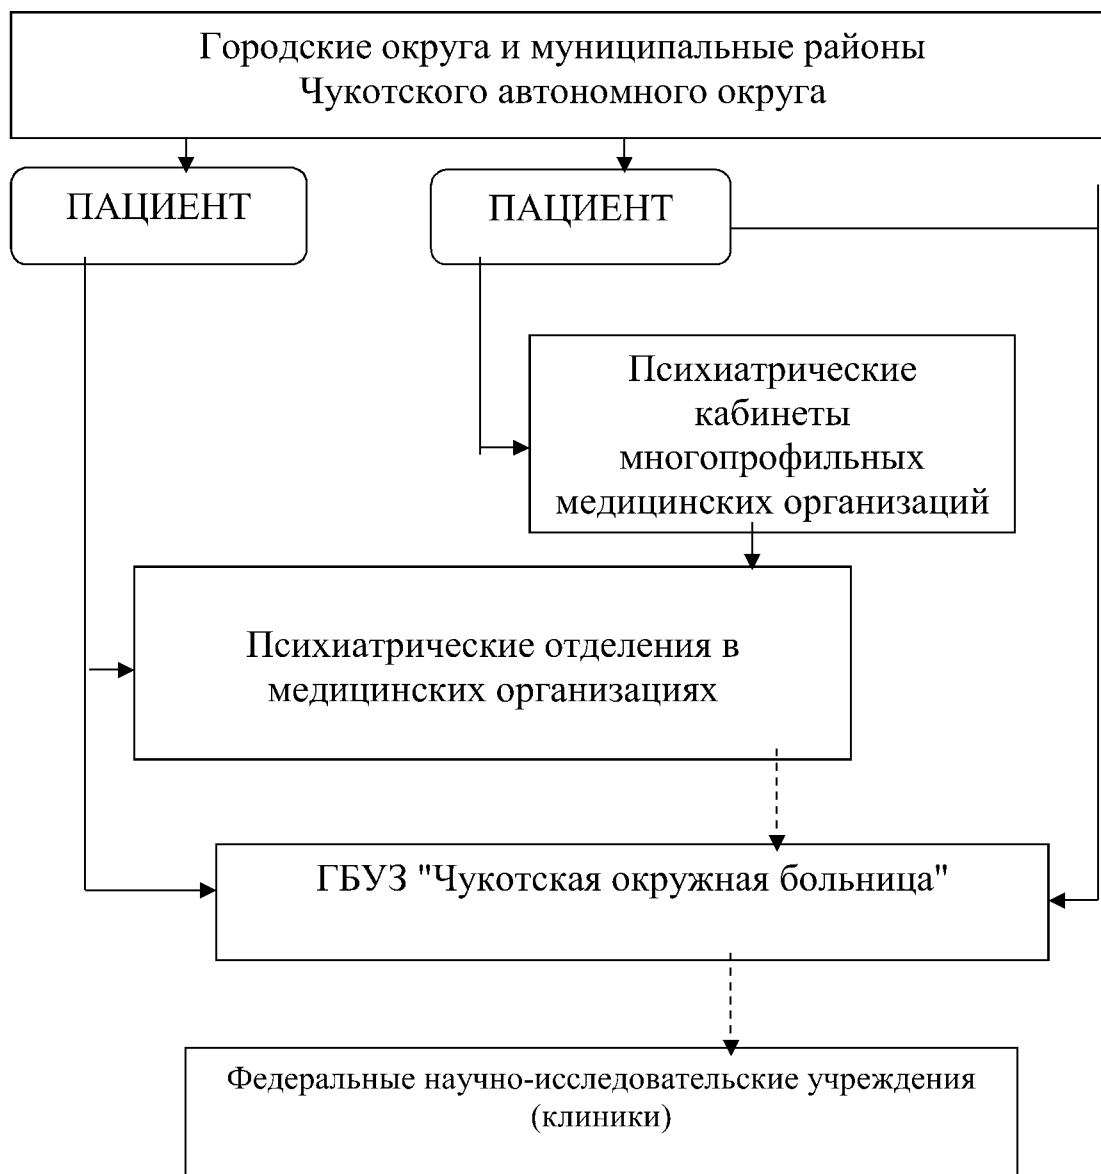 Городские округа и муниципальные районы
Чукотского автономного округа
ПАЦИЕНТ
ПАЦИЕНТ
Психиатрические
кабинеты
многопрофильных
медицинских организаций
Психиатрические отделения в
медицинских организациях
ГБУЗ "Чукотская окружная больница"
Федеральные научно-исследовательские учреждения
(клиники)